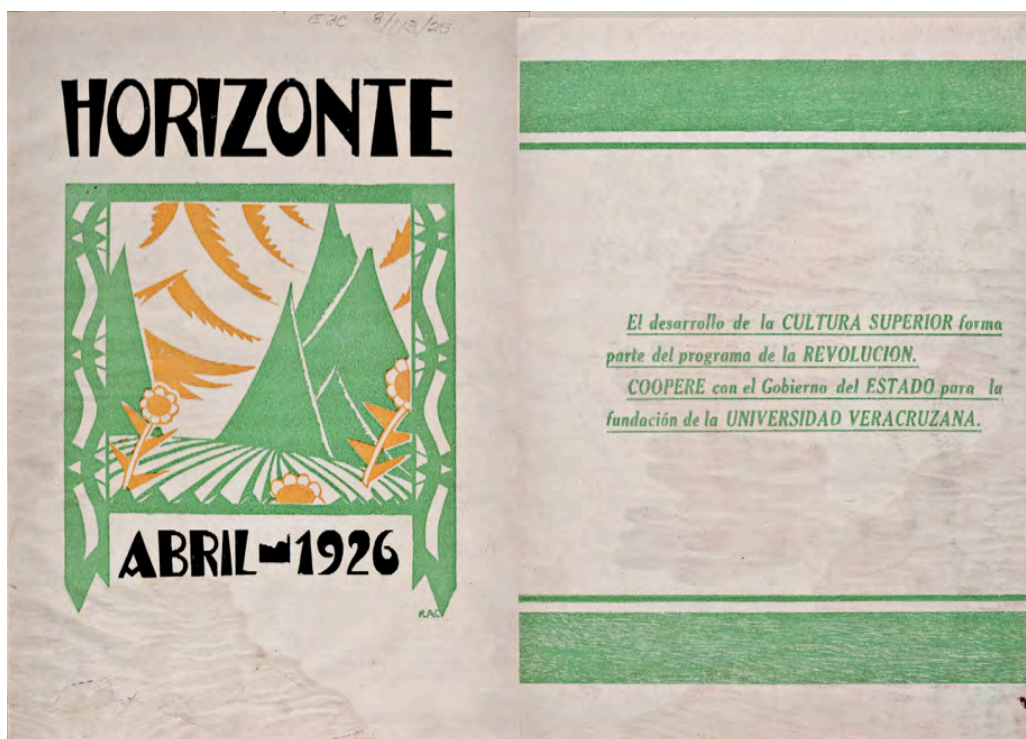 HORIZONTE
ABRIL-1926
R.A.C.
El desarrollo de la CULTURA SUPERIOR forma
parte del programa de la REVOLUCION.
COOPERE con el Gobierno del ESTADO para la
fundación de la UNIVERSIDAD VERACRUZANA.